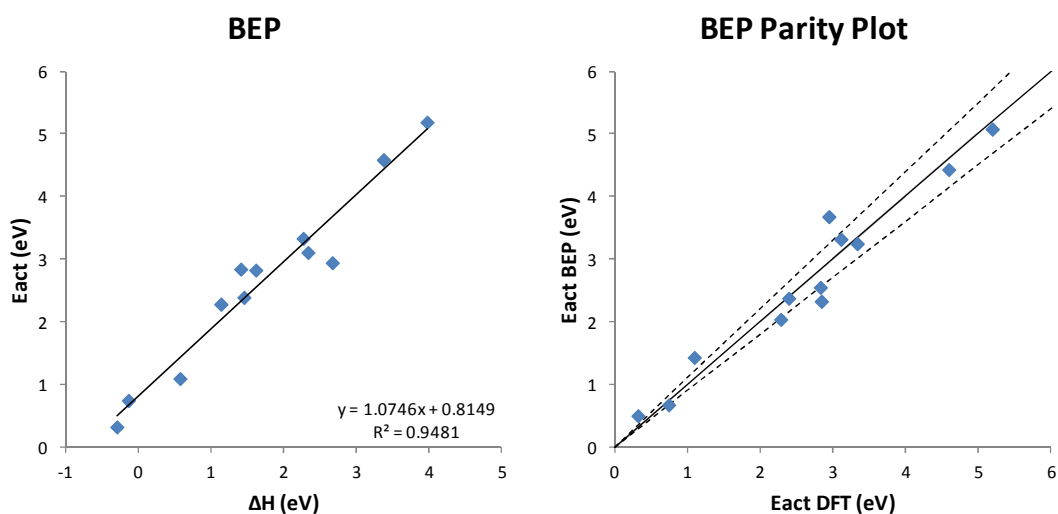 BEP
6
5
4
3
2
1
0
-1 0 1 2 3 4 5
Eact (eV)
ΔH (eV)
y = 1.0746x + 0.8149
R² = 0.9481
BEP Parity Plot
6
5
4
3
2
1
0
0 1 2 3 4 5 6
Eact BEP (eV)
Eact DFT (eV)